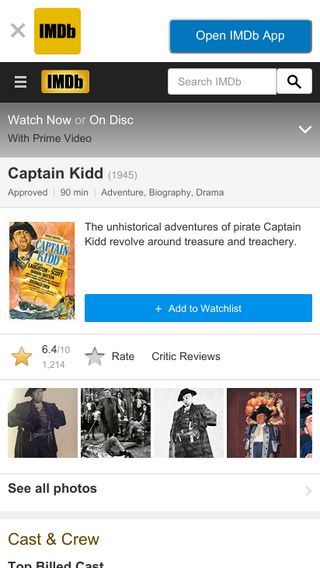 IMDb
Open IMDb App
IMDb
Search IMDb
Watch Now or On Disc
With Prime Video
Captain Kidd (1945)
Approved | 90 min | Adventure, Biography, Drama
CAPTAIN
KIDD
LAUGHTON SCOTT
The unhistorical adventures of pirate Captain
Kidd revolve around treasure and treachery.
+ Add to Watchlist
6.4/10
1,214
Rate
Critic Reviews
See all photos
Cast & Crew
Top Billed Cast